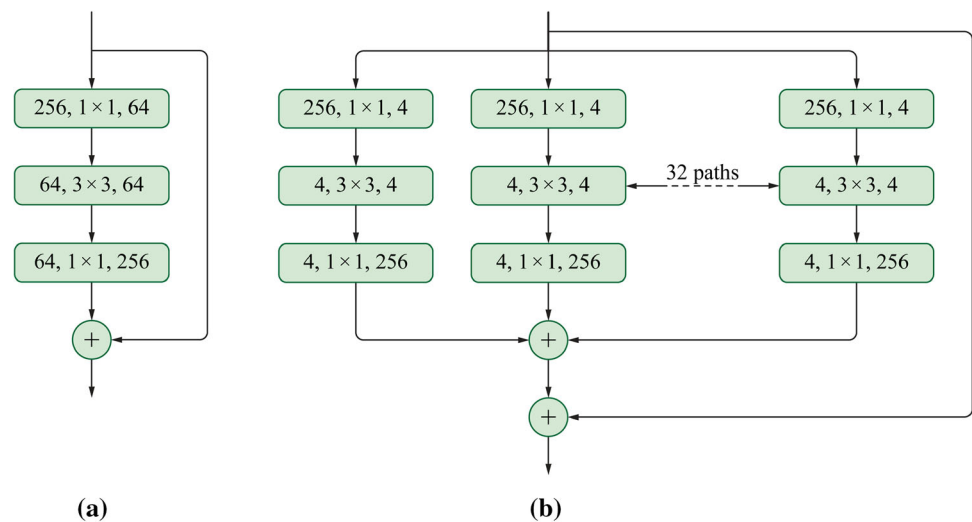 256, 1 × 1, 64
64, 3 × 3, 64
64, 1 × 1, 256
+
(a)
256, 1 × 1, 4
256, 1 × 1, 4
256, 1 × 1, 4
4, 3 × 3, 4
4, 3 × 3, 4
32 paths
4, 3 × 3, 4
4, 1 × 1, 256
4, 1 × 1, 256
4, 1 × 1, 256
+
+
(b)